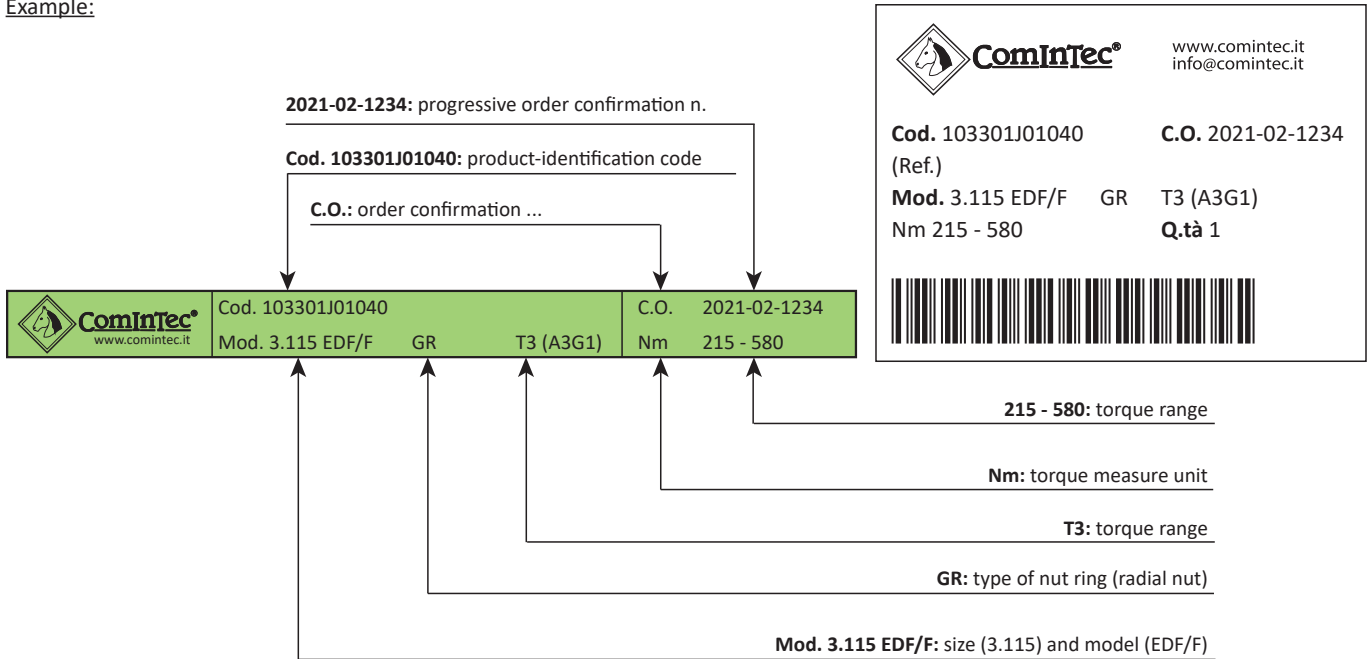 Example:
ComInTec®
www.comintec.it
info@comintec.it
Cod. 103301J01040 C.O. 2021-02-1234
(Ref.)
Mod. 3.115 EDF/F GR T3 (A3G1)
Nm 215 - 580 Q.tà 1
2021-02-1234: progressive order confirmation n.
Cod. 103301J01040: product-identification code
C.O.: order confirmation ...
ComInTec®
www.comintec.it
Cod. 103301J01040 C.O. 2021-02-1234
Mod. 3.115 EDF/F GR T3 (A3G1) Nm 215 - 580
215 - 580: torque range
Nm: torque measure unit
T3: torque range
GR: type of nut ring (radial nut)
Mod. 3.115 EDF/F: size (3.115) and model (EDF/F)